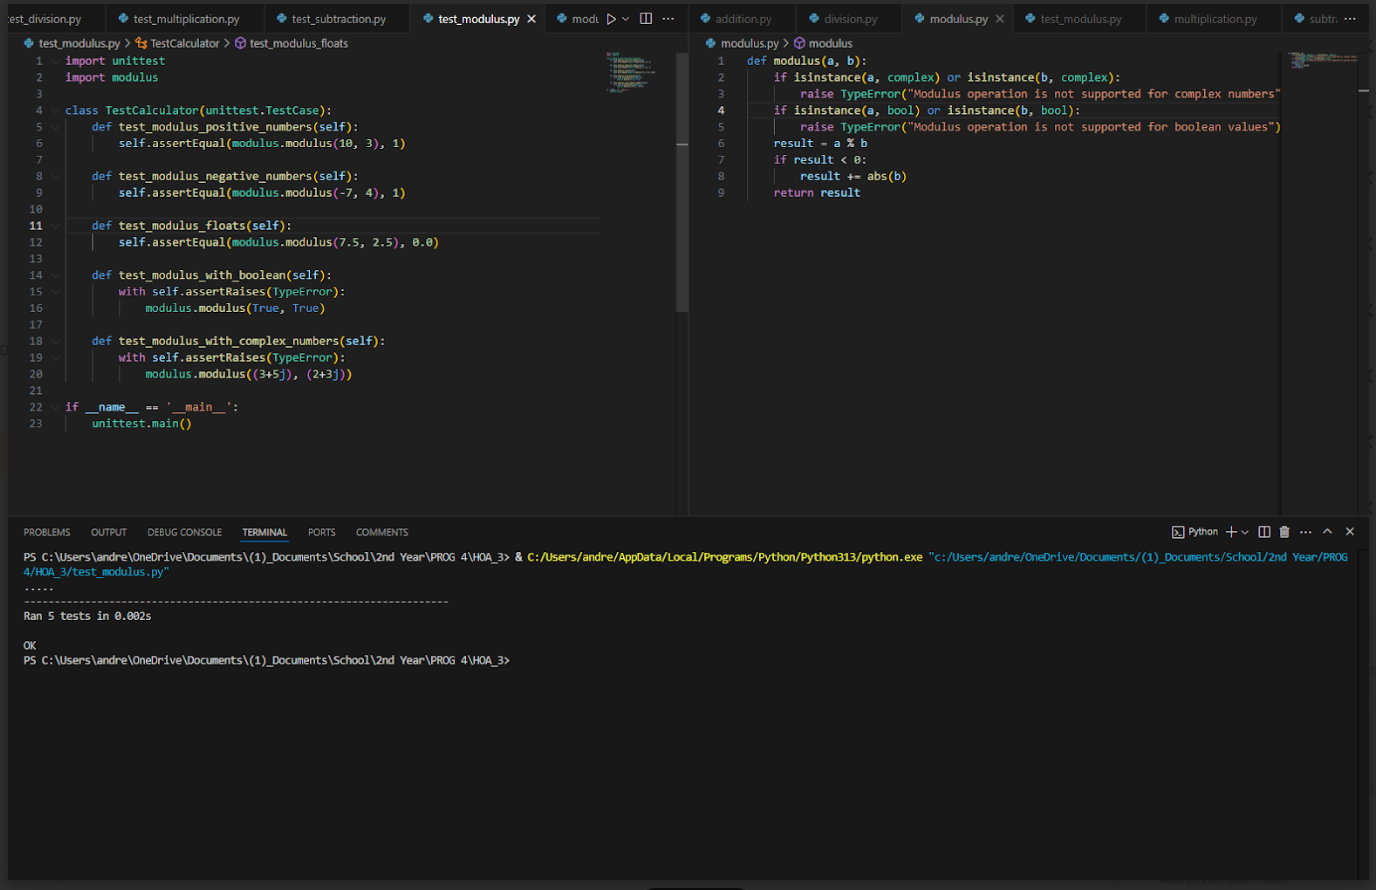 test_division.py test_multiplication.py test_subtraction.py test_modulus.py modu
test_modulus.py > TestCalculator > test_modulus_floats
1 import unittest
2 import modulus
3
4 class TestCalculator(unittest.TestCase):
5 def test_modulus_positive_numbers(self):
6 self.assertEqual(modulus.modulus(10, 3), 1)
7
8 def test_modulus_negative_numbers(self):
9 self.assertEqual(modulus.modulus(-7, 4), 1)
10
11 def test_modulus_floats(self):
12 self.assertEqual(modulus.modulus(7.5, 2.5), 0.0)
13
14 def test_modulus_with_boolean(self):
15 with self.assertRaises(TypeError):
16 modulus.modulus(True, True)
17
18 def test_modulus_with_complex_numbers(self):
19 with self.assertRaises(TypeError):
20 modulus.modulus((3+5j), (2+3j))
21
22 if __name__ == '__main__':
23 unittest.main()
addition.py division.py modulus.py test_modulus.py multiplication.py subtr
modulus.py > modulus
1 def modulus(a, b):
2 if isinstance(a, complex) or isinstance(b, complex):
3 raise TypeError("Modulus operation is not supported for complex numbers"
4 if isinstance(a, bool) or isinstance(b, bool):
5 raise TypeError("Modulus operation is not supported for boolean values")
6 result = a % b
7 if result < 0:
8 result += abs(b)
9 return result
PROBLEMS OUTPUT DEBUG CONSOLE TERMINAL PORTS COMMENTS Python
PS C:\Users\andre\OneDrive\Documents\(1)_Documents\School\2nd Year\PROG 4\HOA_3> & C:/Users/andre/AppData/Local/Programs/Python/Python313/python.exe "c:/Users/andre/OneDrive/Documents/(1)_Documents/School/2nd Year/PROG
4/HOA_3/test_modulus.py"
.....
----------------------------------------------------------------------
Ran 5 tests in 0.002s
OK
PS C:\Users\andre\OneDrive\Documents\(1)_Documents\School\2nd Year\PROG 4\HOA_3>